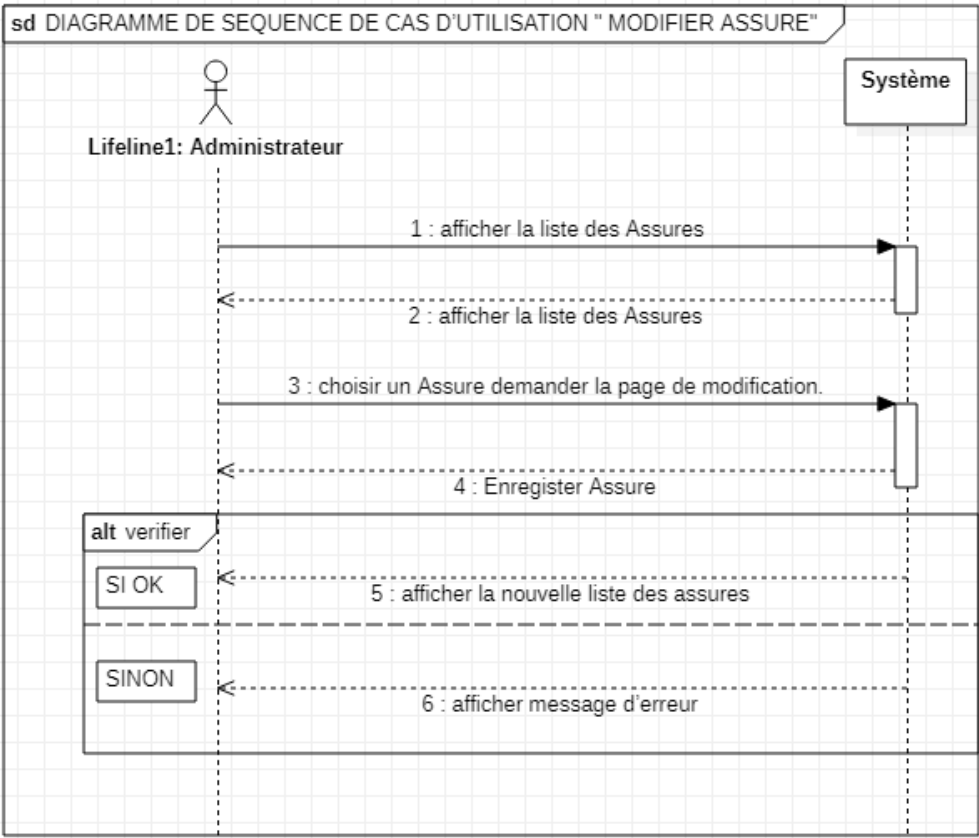 sd DIAGRAMME DE SEQUENCE DE CAS D'UTILISATION " MODIFIER ASSURE"
Système
Lifeline1: Administrateur
1 : afficher la liste des Assures
2 : afficher la liste des Assures
3 : choisir un Assure demander la page de modification.
4 : Enregister Assure
alt verifier
SI OK
5 : afficher la nouvelle liste des assures
SINON
6 : afficher message d'erreur